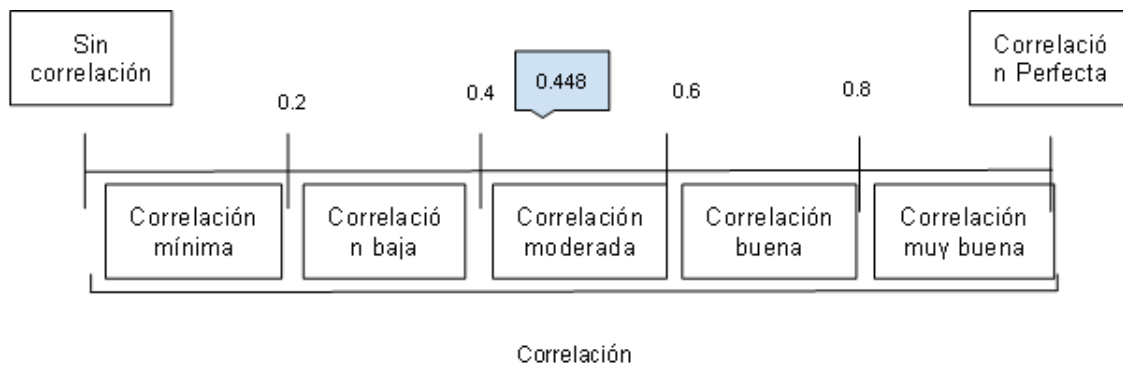 Sin
correlación
0.2
0.4
0.448
0.6
0.8
Correlació
n Perfecta
Correlación
mínima
Correlació
n baja
Correlación
moderada
Correlación
buena
Correlación
muy buena
Correlación